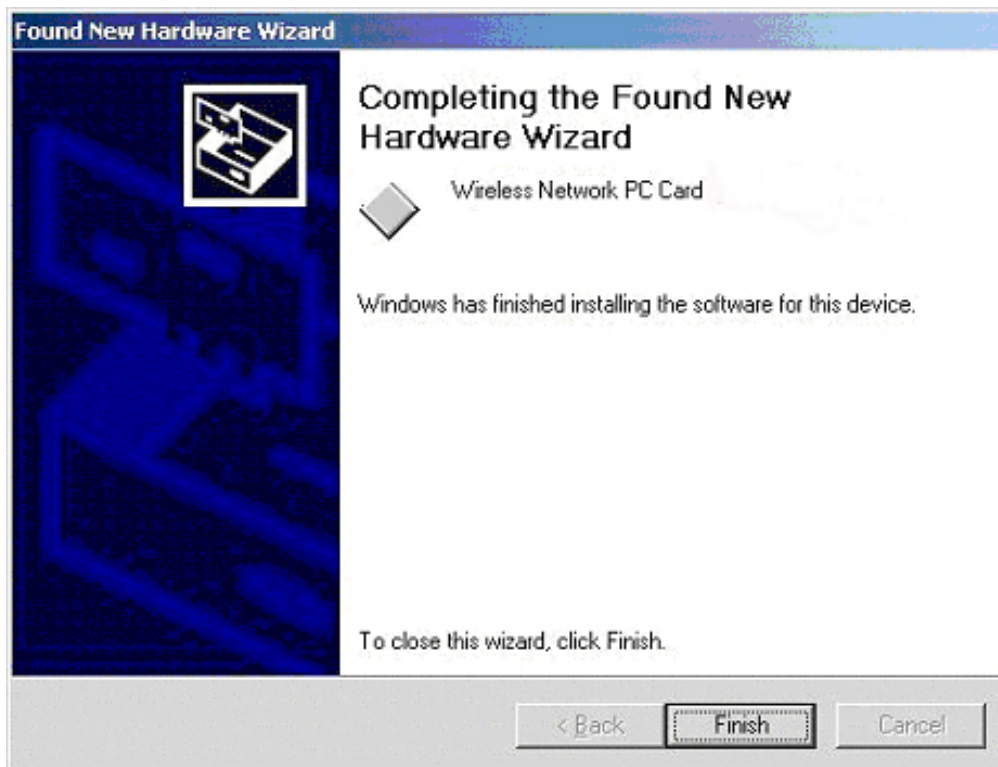 Found New Hardware Wizard
Completing the Found New
Hardware Wizard
Wireless Network PC Card
Windows has finished installing the software for this device.
To close this wizard, click Finish.
< Back
Finish
Cancel